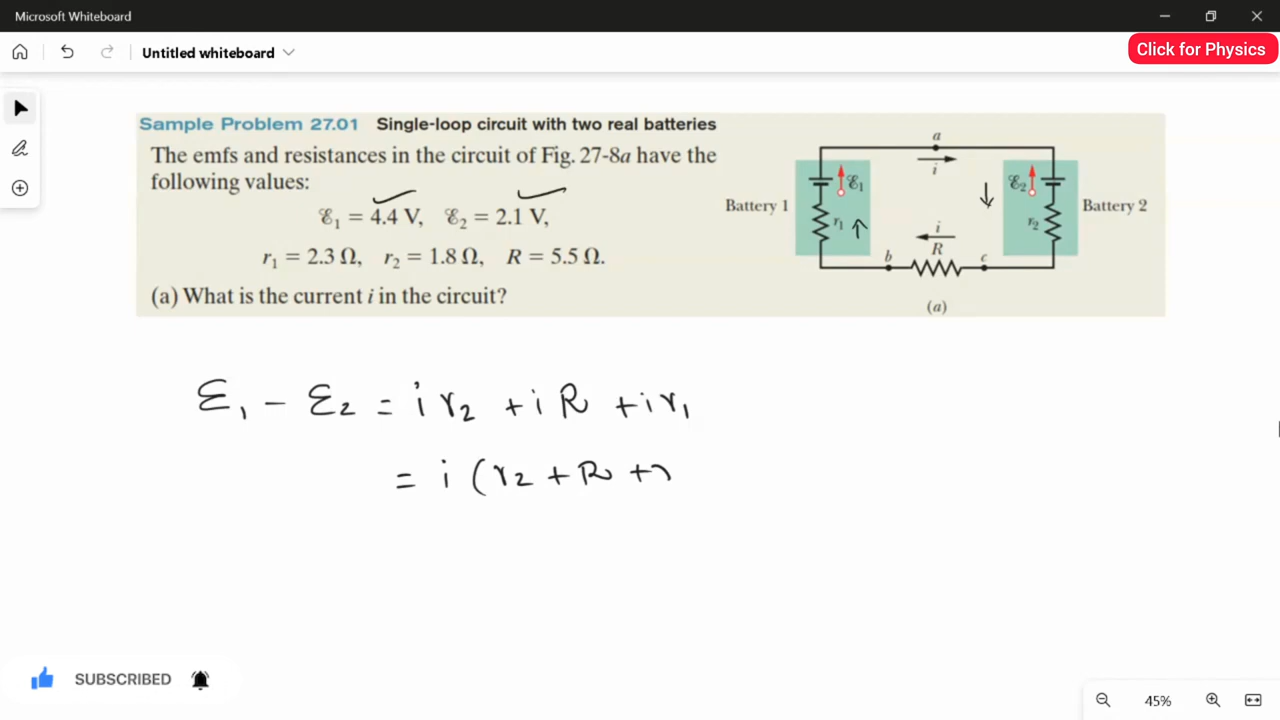 Microsoft Whiteboard
Untitled whiteboard
Click for Physics
Sample Problem 27.01 Single-loop circuit with two real batteries
The emfs and resistances in the circuit of Fig. 27-8a have the
following values:
ℰ₁ = 4.4 V, ℰ₂ = 2.1 V,
r₁ = 2.3 Ω, r₂ = 1.8 Ω, R = 5.5 Ω.
(a) What is the current i in the circuit?
a
i
Battery 1
ℰ₁
r₁
ℰ₂
r₂
Battery 2
i
R
b
c
(a)
ℰ₁ - ℰ₂ = i r₂ + i R + i r₁
= i (r₂ + R +
SUBSCRIBED
45%